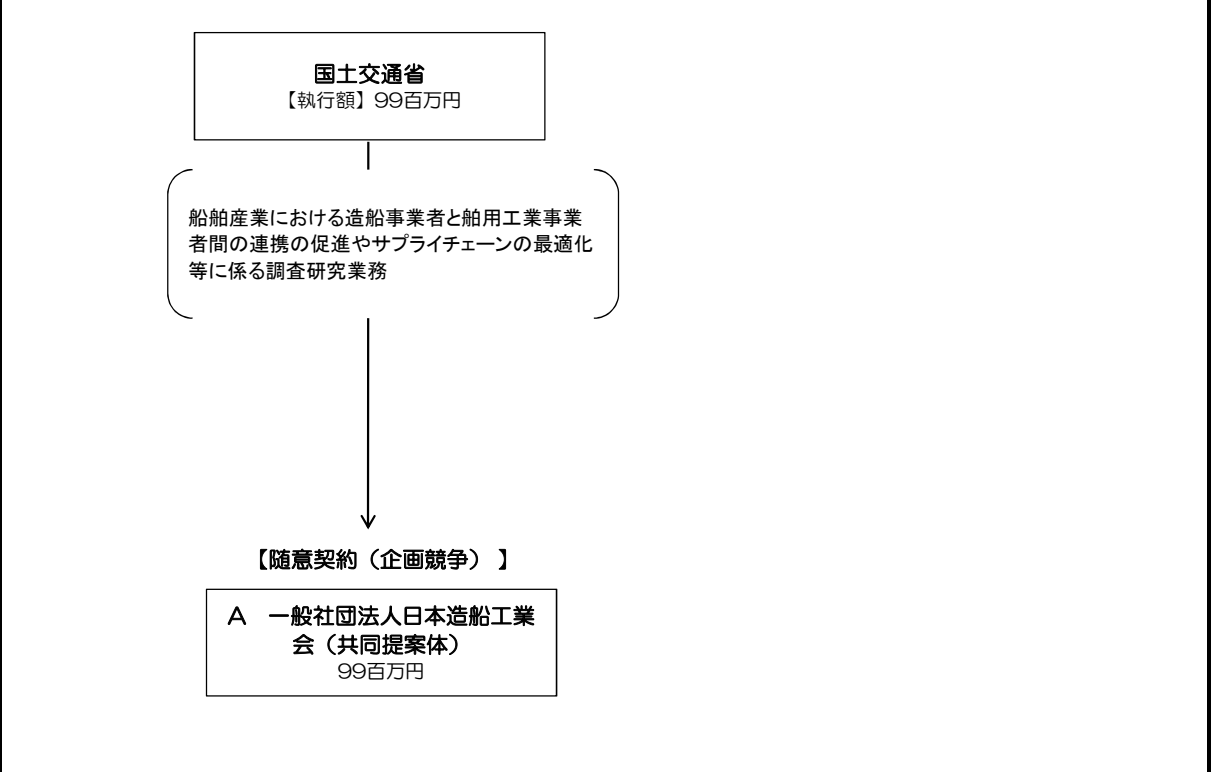 国土交通省
【執行額】99百万円
船舶産業における造船事業者と舶用工業事業
者間の連携の促進やサプライチェーンの最適化
等に係る調査研究業務
【随意契約（企画競争）】
A　一般社団法人日本造船工業
会（共同提案体）
99百万円